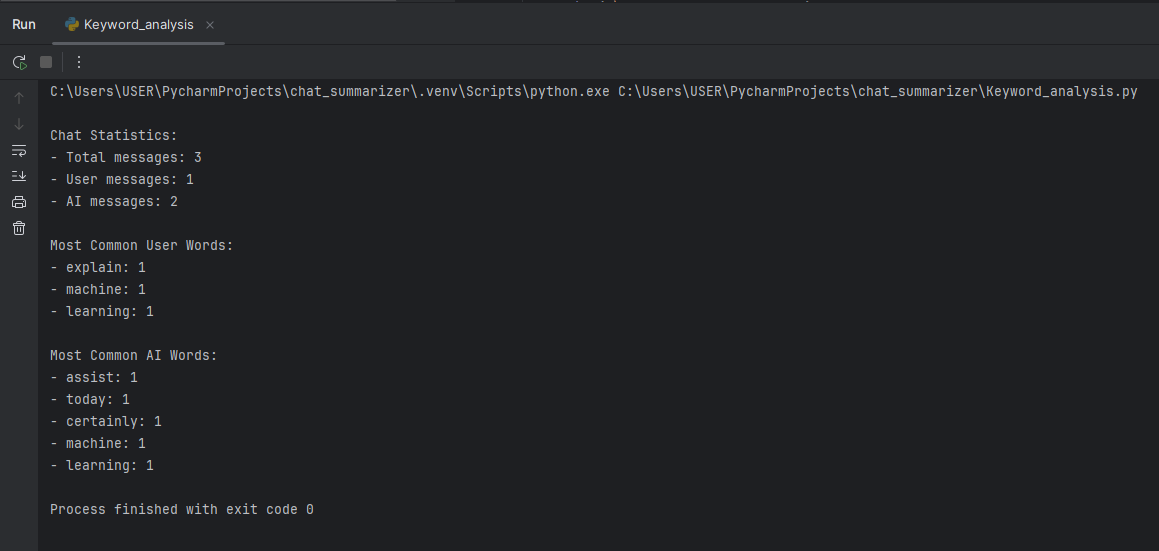 Run
Keyword_analysis
C:\Users\USER\PycharmProjects\chat_summarizer\.venv\Scripts\python.exe C:\Users\USER\PycharmProjects\chat_summarizer\Keyword_analysis.py
Chat Statistics:
- Total messages: 3
- User messages: 1
- AI messages: 2
Most Common User Words:
- explain: 1
- machine: 1
- learning: 1
Most Common AI Words:
- assist: 1
- today: 1
- certainly: 1
- machine: 1
- learning: 1
Process finished with exit code 0